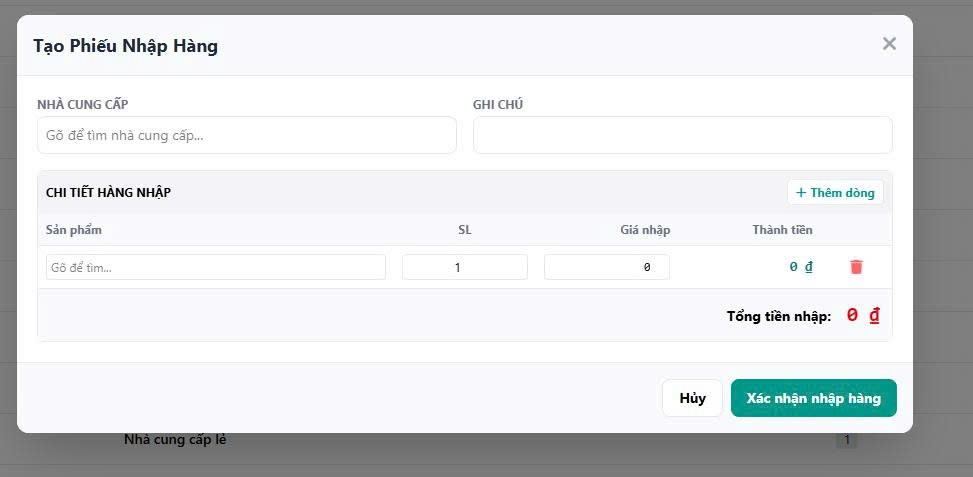 Tạo Phiếu Nhập Hàng
NHÀ CUNG CẤP GHI CHÚ
Gõ để tìm nhà cung cấp...
CHI TIẾT HÀNG NHẬP + Thêm dòng
Sản phẩm SL Giá nhập Thành tiền
Gõ để tìm... 1 0 0 ₫
Tổng tiền nhập: 0 ₫
Hủy Xác nhận nhập hàng
Nhà cung cấp lẻ 1